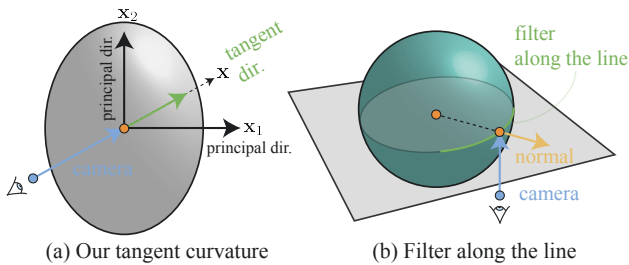 x₂
principal dir.
tangent
dir.
x
x₁
principal dir.
camera
(a) Our tangent curvature
filter
along the line
normal
camera
(b) Filter along the line